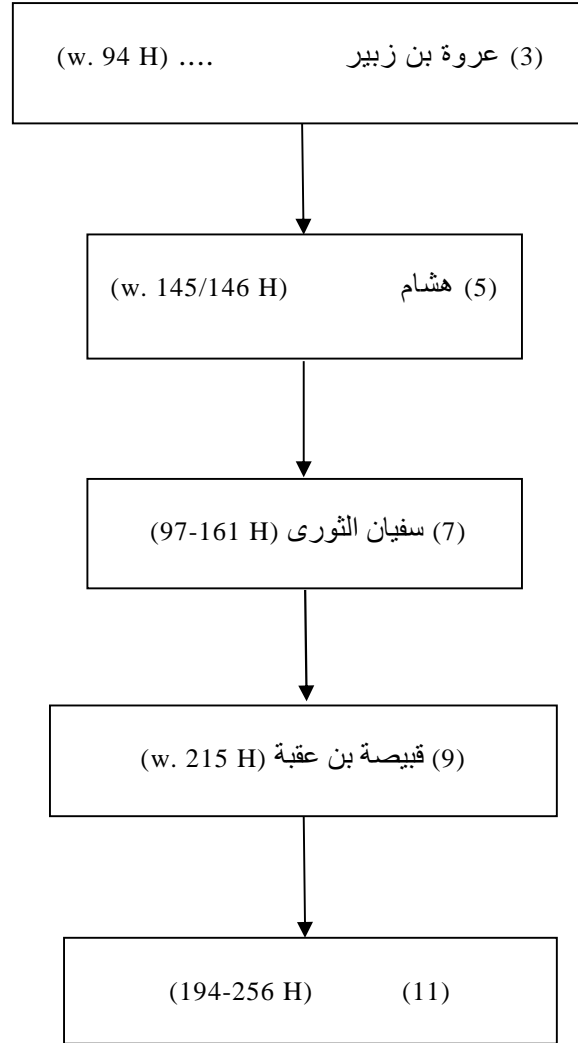 (3) عروة بن زبير .... (w. 94 H)
(5) هشام (w. 145/146 H)
(7) سفيان الثورى (97-161 H)
(9) قبيصة بن عقبة (w. 215 H)
(11) (194-256 H)